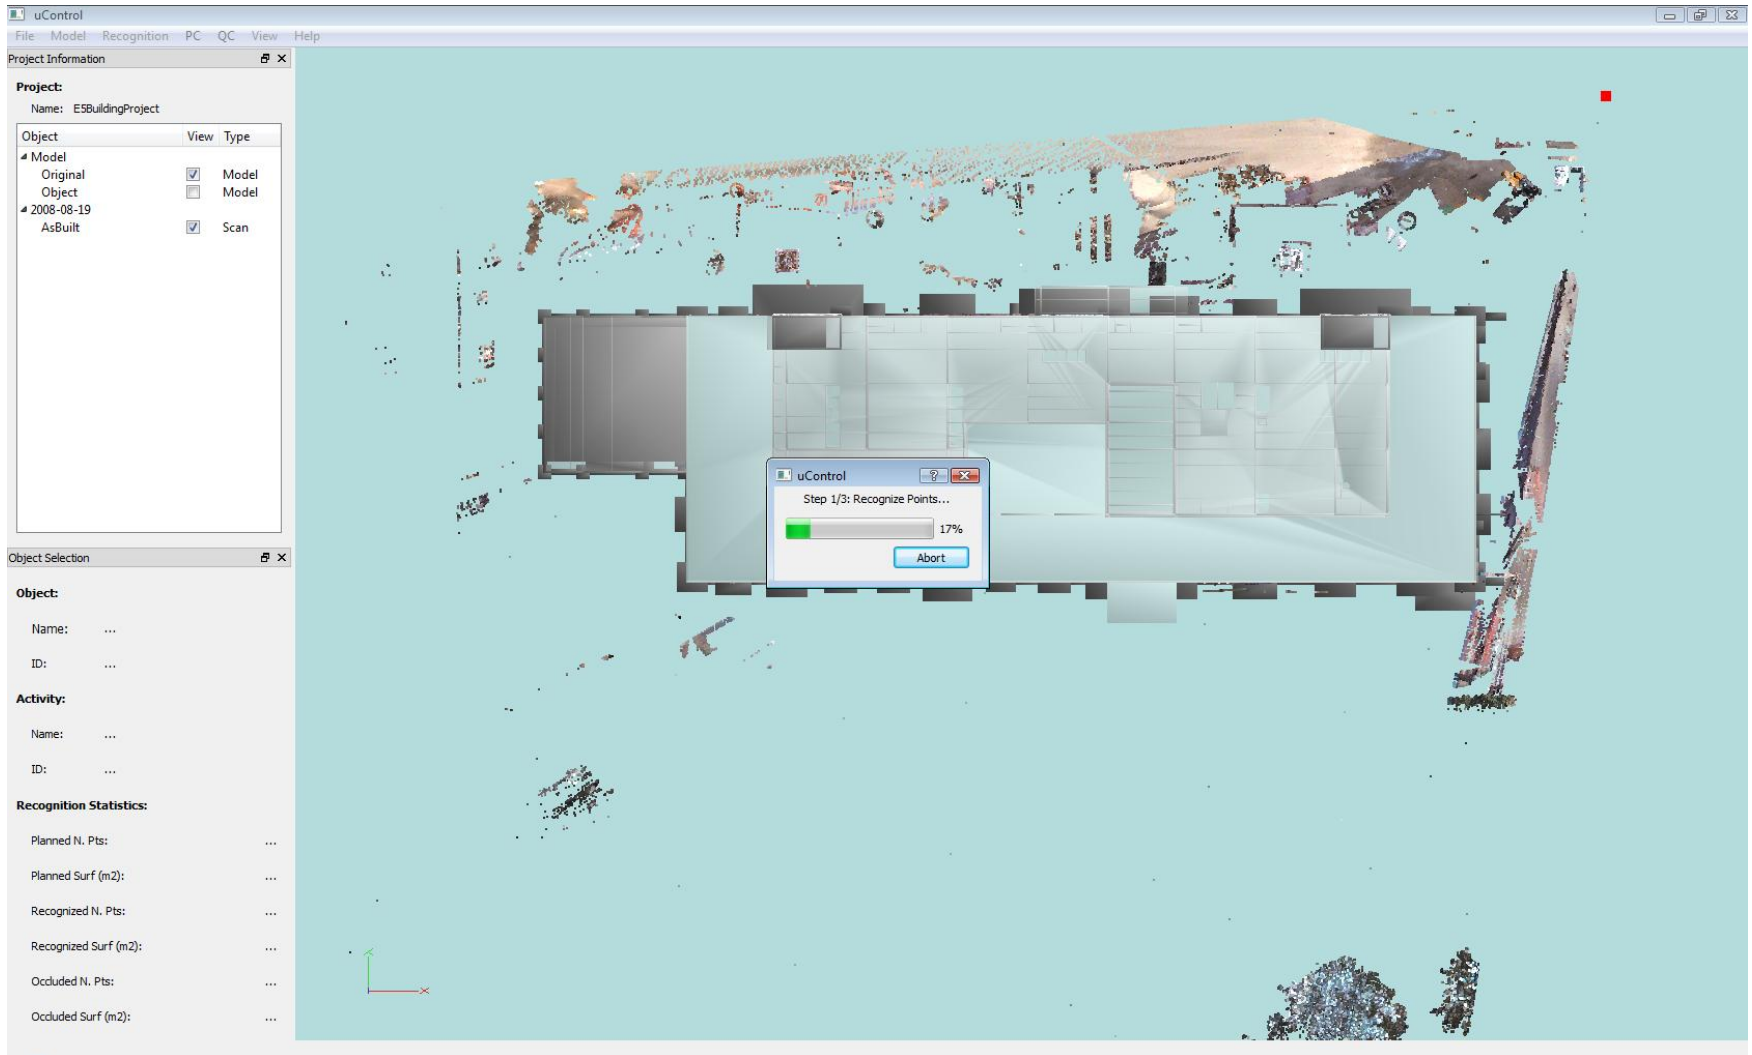 uControl
File Model Recognition PC QC View Help
Project Information
Project:
Name: E5BuildingProject
Object View Type
Model
Original Model
Object Model
2008-08-19
AsBuilt Scan
uControl
Step 1/3: Recognize Points...
17%
Abort
Object Selection
Object:
Name: ...
ID: ...
Activity:
Name: ...
ID: ...
Recognition Statistics:
Planned N. Pts: ...
Planned Surf (m2): ...
Recognized N. Pts: ...
Recognized Surf (m2): ...
Occluded N. Pts: ...
Occluded Surf (m2): ...
Y
X